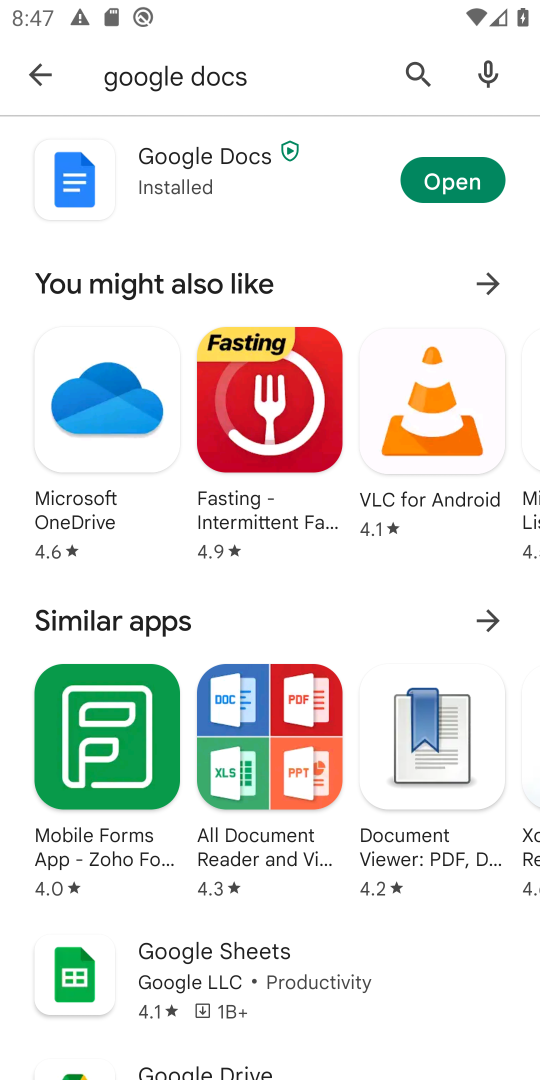 8:47
google docs
Google Docs
Installed
Open
You might also like
Fasting
Microsoft
OneDrive
4.6★
Fasting -
Intermittent Fa...
4.9★
VLC for Android
4.1★
Mi
Lis
4.
Similar apps
DOC
PDF
XLS
PPT
Mobile Forms
App - Zoho Fo...
4.0★
All Document
Reader and Vi...
4.3★
Document
Viewer: PDF, D...
4.2★
Re
4.
Google Sheets
Google LLC • Productivity
4.1★ 1B+
Google Drive